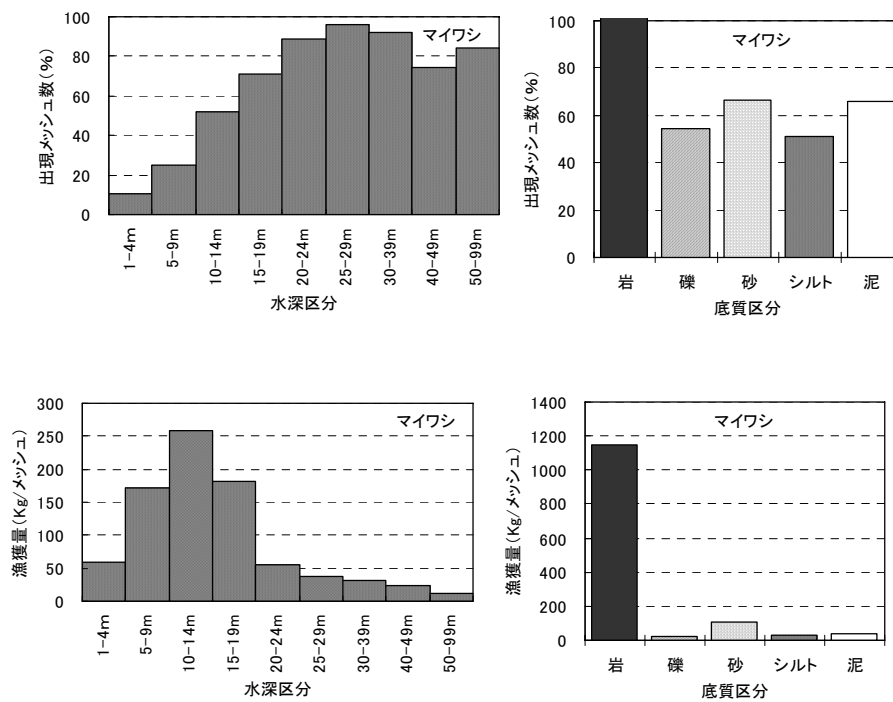 マイワシ
出現メッシュ数(%)
100
80
60
40
20
0
1-4m
5-9m
10-14m
15-19m
20-24m
25-29m
30-39m
40-49m
50-99m
水深区分
マイワシ
出現メッシュ数(%)
100
80
60
40
20
0
岩 礫 砂 シルト 泥
底質区分
マイワシ
漁獲量(Kg/メッシュ)
300
250
200
150
100
50
0
1-4m
5-9m
10-14m
15-19m
20-24m
25-29m
30-39m
40-49m
50-99m
水深区分
マイワシ
漁獲量(Kg/メッシュ)
1400
1200
1000
800
600
400
200
0
岩 礫 砂 シルト 泥
底質区分